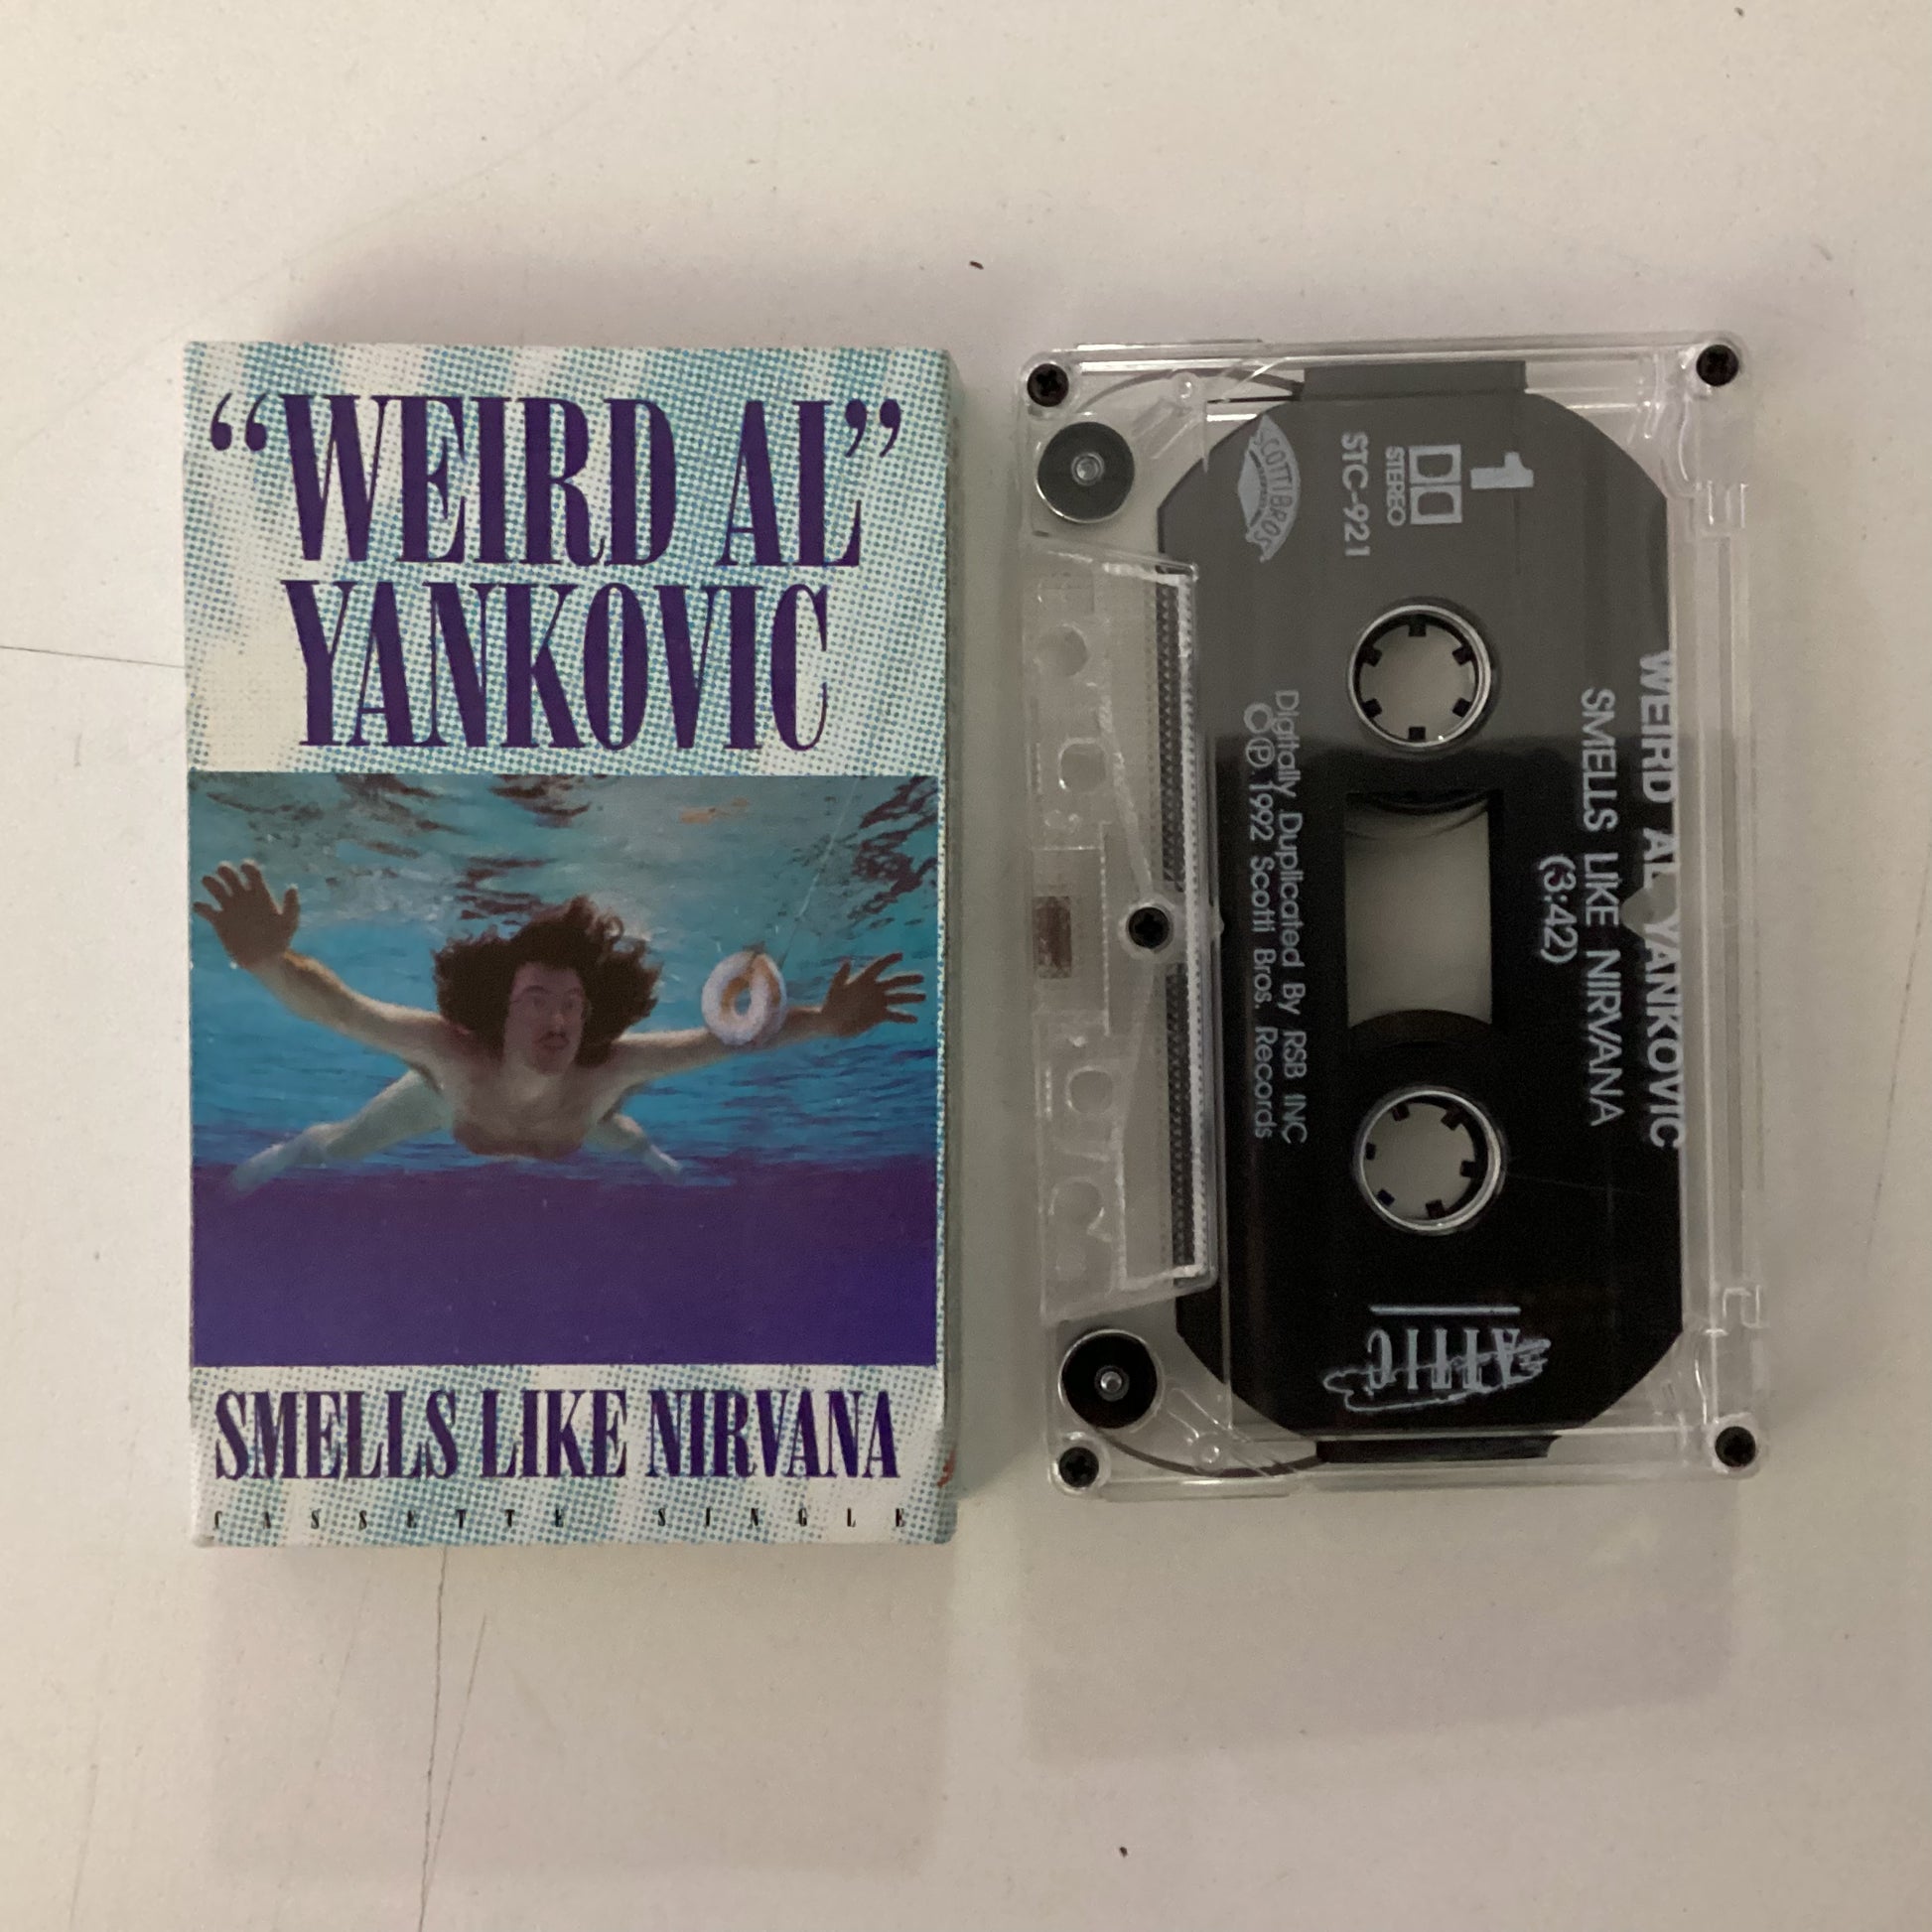 “WEIRD AL”
YANKOVIC
SMELLS LIKE NIRVANA
CASSETTE SINGLE
WEIRD AL YANKOVIC
SMELLS LIKE NIRVANA
(3:42)
1
STEREO
STC-921
SCOTTI BROS
ATTIC
Digitally Duplicated By RSB INC
©℗ 1992 Scotti Bros. Records